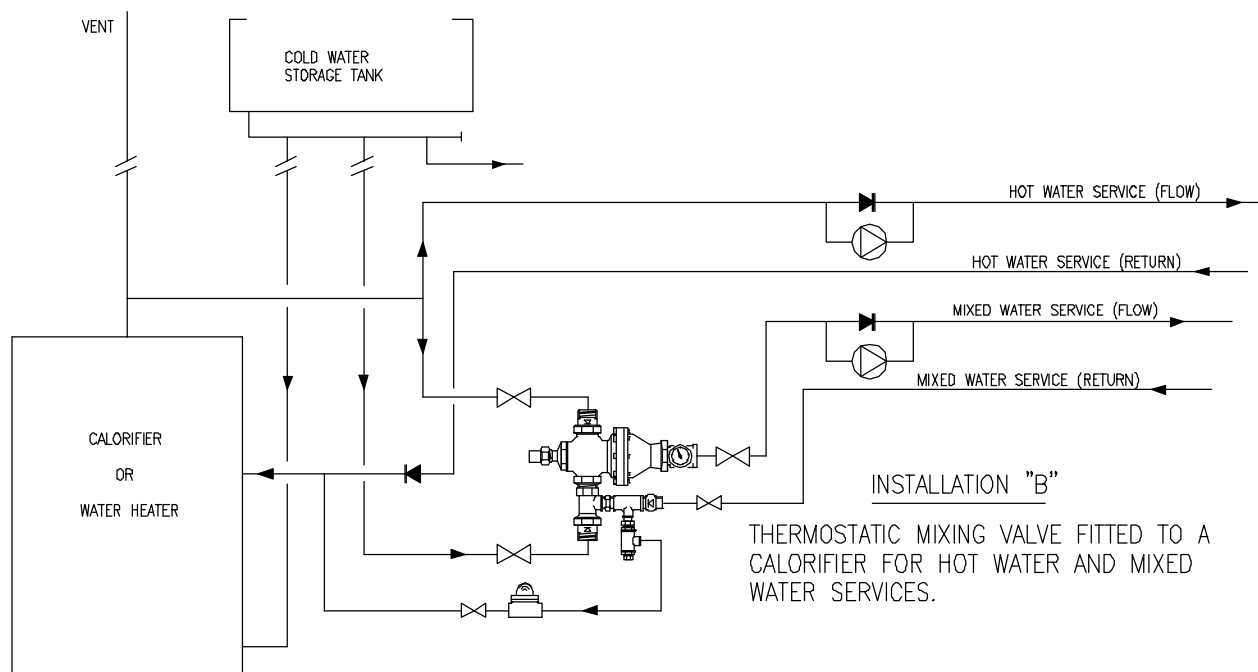 VENT
COLD WATER
STORAGE TANK
HOT WATER SERVICE (FLOW)
HOT WATER SERVICE (RETURN)
MIXED WATER SERVICE (FLOW)
MIXED WATER SERVICE (RETURN)
CALORIFIER
OR
WATER HEATER
INSTALLATION "B"
THERMOSTATIC MIXING VALVE FITTED TO A
CALORIFIER FOR HOT WATER AND MIXED
WATER SERVICES.